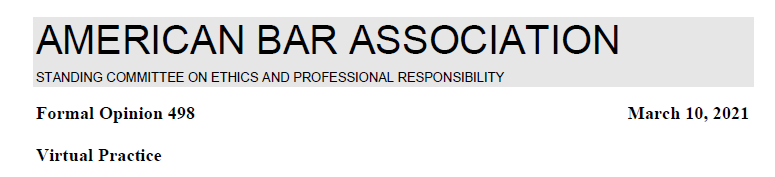 AMERICAN BAR ASSOCIATION
STANDING COMMITTEE ON ETHICS AND PROFESSIONAL RESPONSIBILITY
Formal Opinion 498 March 10, 2021
Virtual Practice